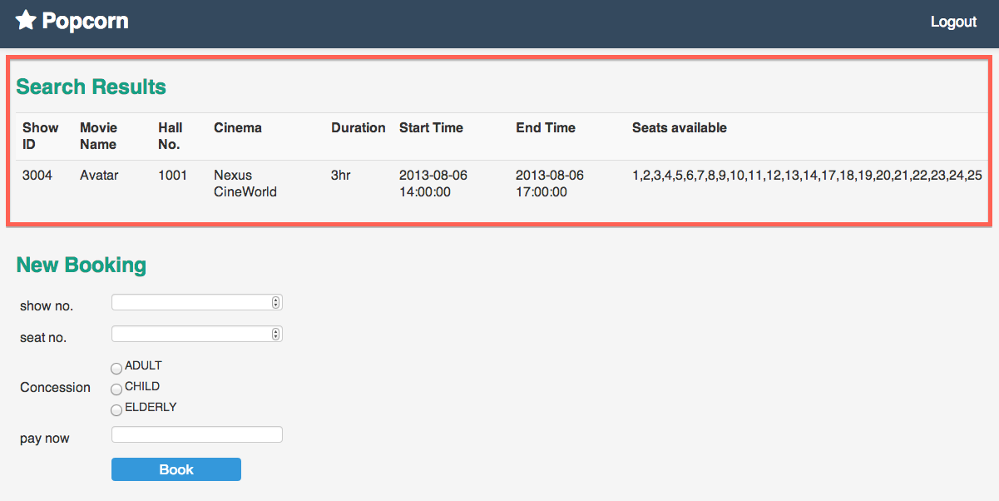 Popcorn
Logout
Search Results
Show ID Movie Name Hall No. Cinema Duration Start Time End Time Seats available
3004 Avatar 1001 Nexus CineWorld 3hr 2013-08-06 14:00:00 2013-08-06 17:00:00 1,2,3,4,5,6,7,8,9,10,11,12,13,14,17,18,19,20,21,22,23,24,25
New Booking
show no.
seat no.
Concession
ADULT
CHILD
ELDERLY
pay now
Book